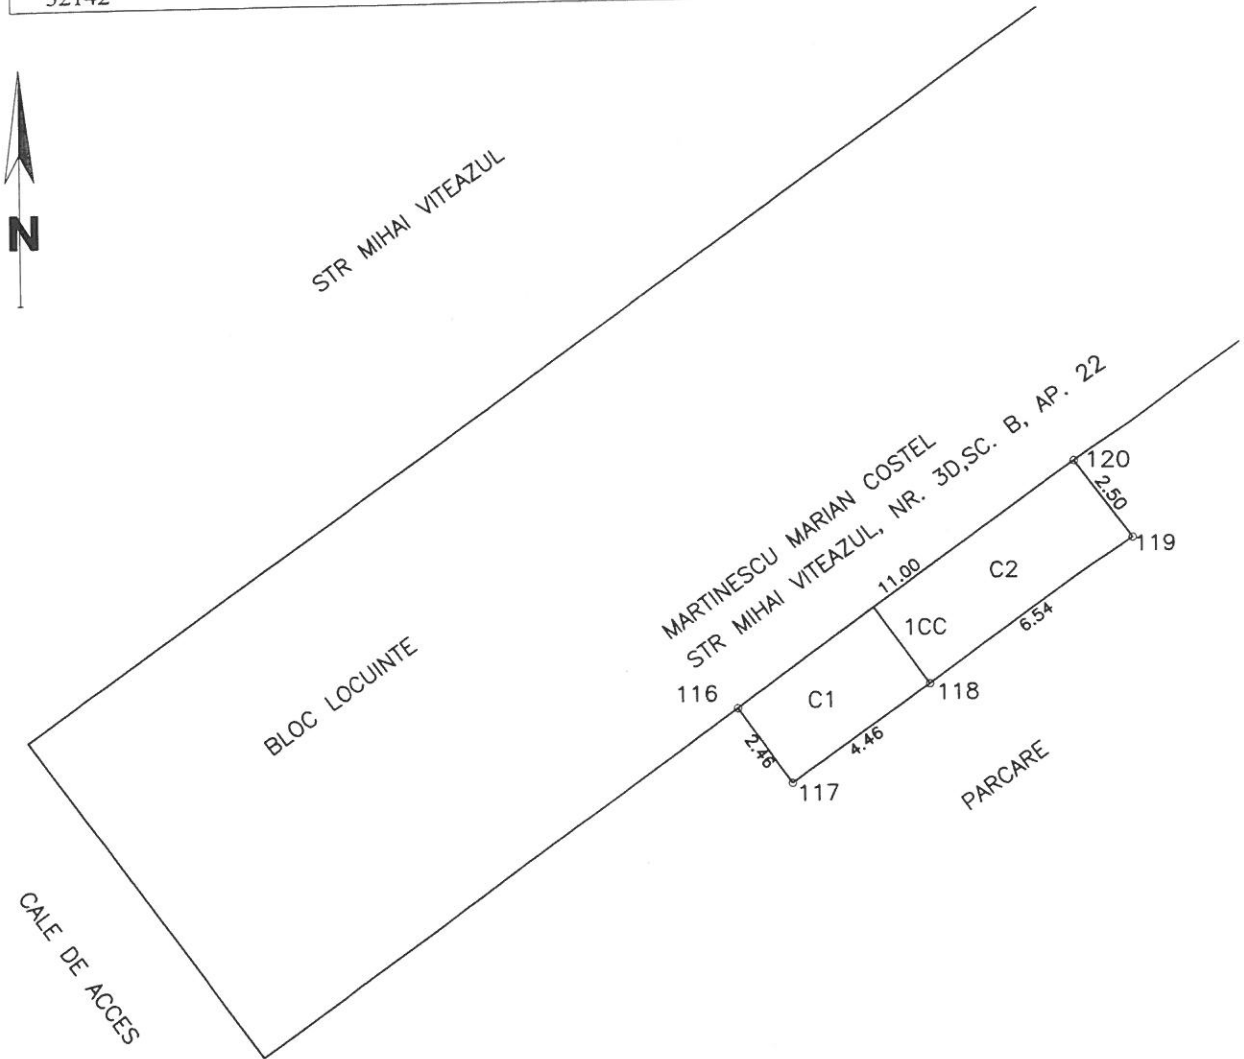 N
STR MIHAI VITEAZUL
MARTINESCU MARIAN COSTEL
STR MIHAI VITEAZUL, NR. 3D,SC. B, AP. 22
120
2.50
119
11.00
C2
1CC
6.54
116
C1
118
2.46
4.46
117
BLOC LOCUINTE
PARCARE
CALE DE ACCES